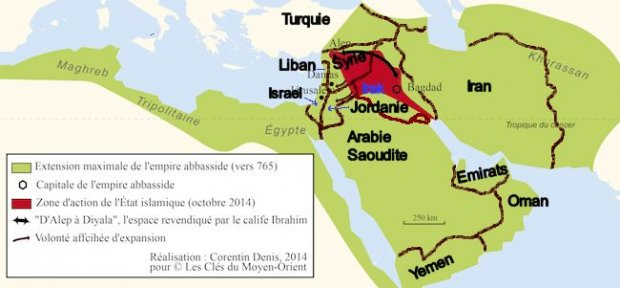 Turquie
Alep
Khorassan
Maghreb
Liban
Syrie
Damas
Iran
Irak
Bagdad
Israel
Jérusalem
Tripolitaine
Jordanie
Égypte
Tropique du cancer
Arabie
Saoudite
Emirats
Oman
Yemen
250 km
Extension maximale de l'empire abbasside (vers 765)
Capitale de l'empire abbasside
Zone d'action de l'État islamique (octobre 2014)
"D'Alep à Diyala", l'espace revendiqué par le calife Ibrahim
Volonté affcihée d'expansion
Réalisation : Corentin Denis, 2014
pour © Les Clés du Moyen-Orient